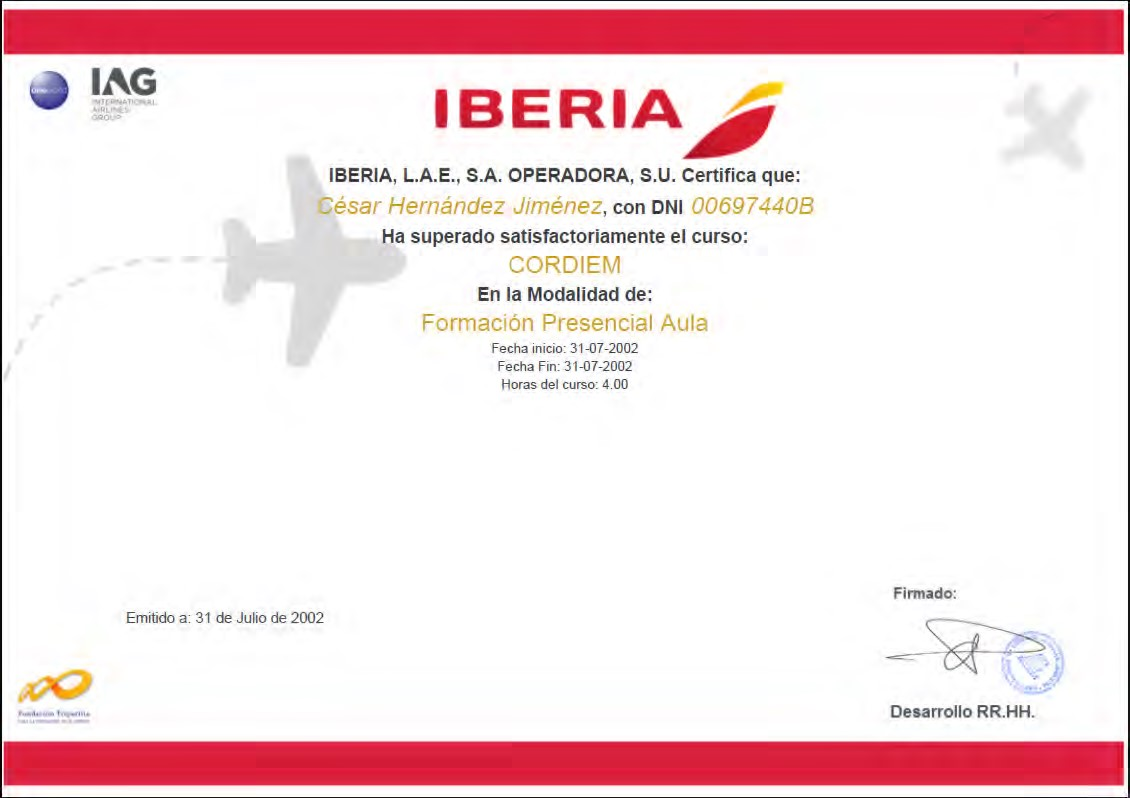 oneworld
IAG
INTERNATIONAL
AIRLINES
GROUP
IBERIA
IBERIA, L.A.E., S.A. OPERADORA, S.U. Certifica que:
César Hernández Jiménez, con DNI 00697440B
Ha superado satisfactoriamente el curso:
CORDIEM
En la Modalidad de:
Formación Presencial Aula
Fecha inicio: 31-07-2002
Fecha Fin: 31-07-2002
Horas del curso: 4.00
Emitido a: 31 de Julio de 2002
Firmado:
Fundación Tripartita
Desarrollo RR.HH.